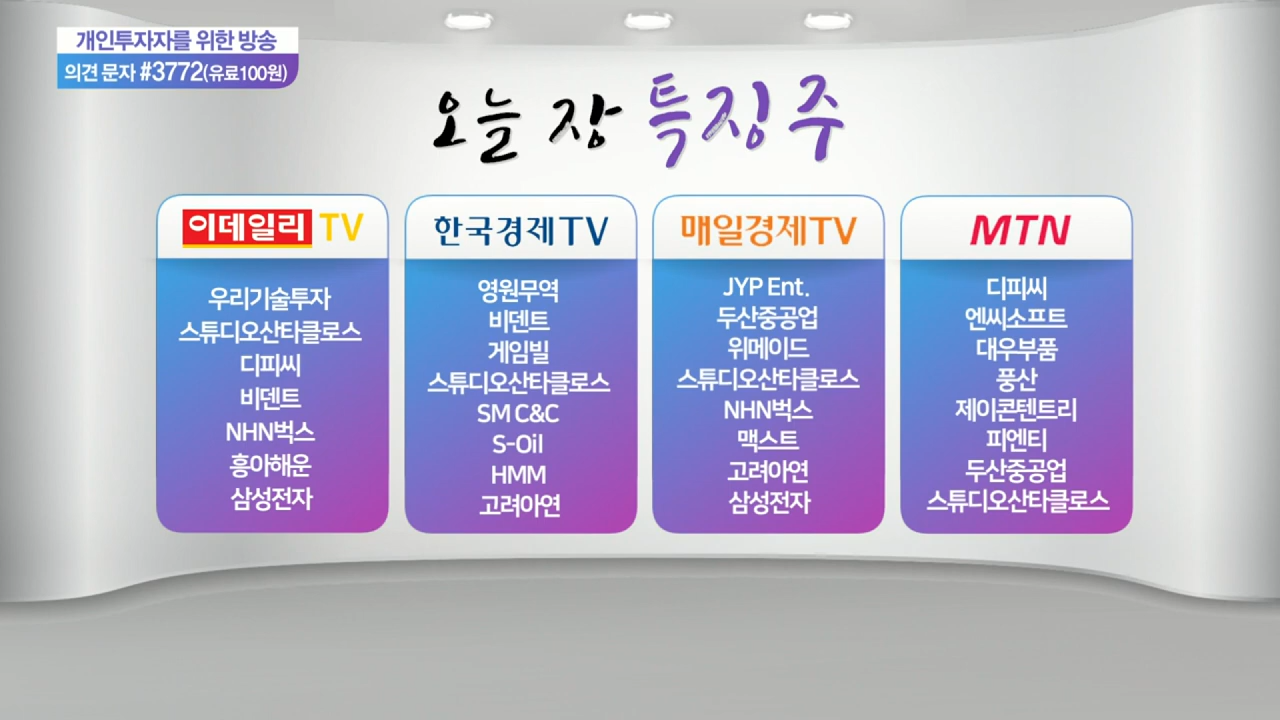 개인투자자를 위한 방송
의견 문자 #3772(유료100원)
오늘 장 특징주
이데일리 TV
우리기술투자
스튜디오산타클로스
디피씨
비덴트
NHN벅스
흥아해운
삼성전자
한국경제TV
영원무역
비덴트
게임빌
스튜디오산타클로스
SM C&C
S-Oil
HMM
고려아연
매일경제TV
JYP Ent.
두산중공업
위메이드
스튜디오산타클로스
NHN벅스
맥스트
고려아연
삼성전자
MTN
디피씨
엔씨소프트
대우부품
풍산
제이콘텐트리
피엔티
두산중공업
스튜디오산타클로스